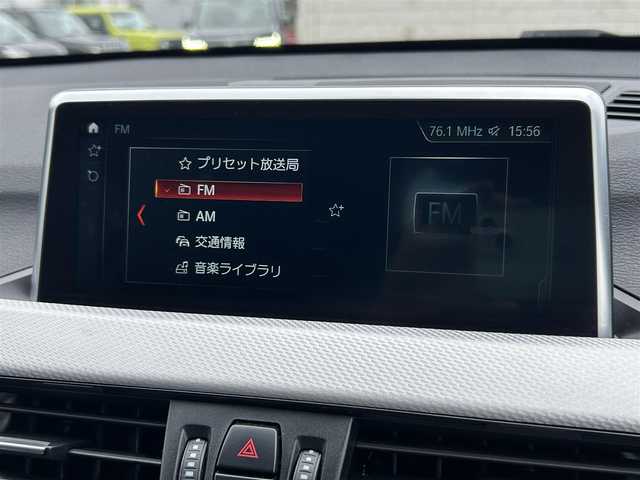 FM
76.1 MHz 15:56
プリセット放送局
FM
AM
交通情報
音楽ライブラリ
FM